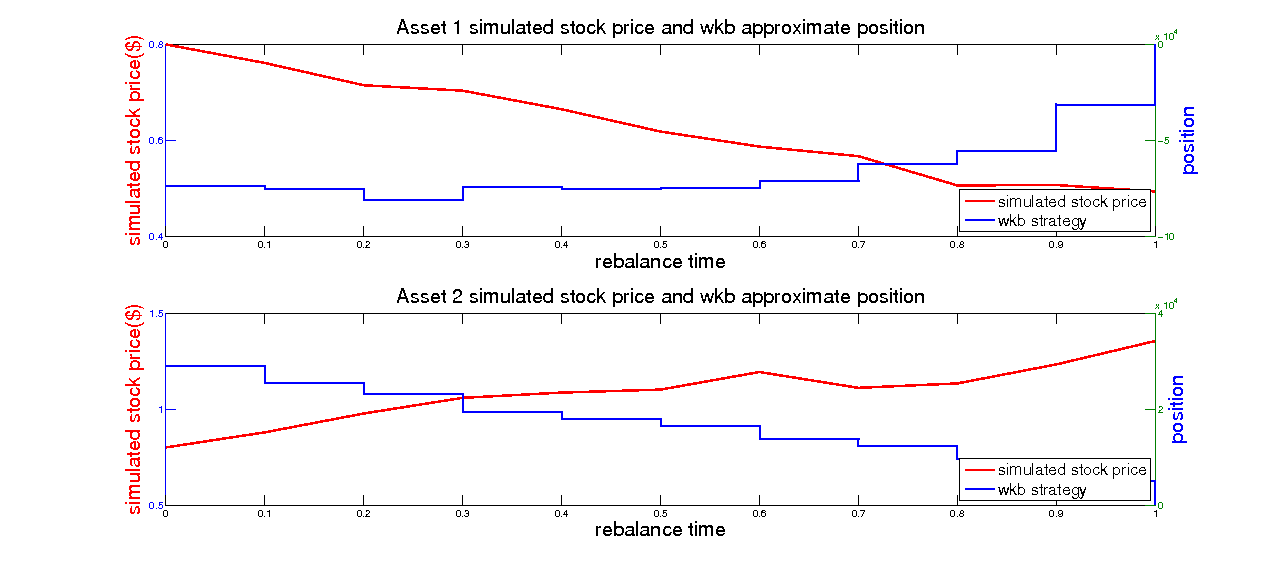 Asset 1 simulated stock price and wkb approximate position
x 10^4
simulated stock price($)
0.8
0.6
0.4
0
-5
-10
position
simulated stock price
wkb strategy
0 0.1 0.2 0.3 0.4 0.5 0.6 0.7 0.8 0.9 1
rebalance time
Asset 2 simulated stock price and wkb approximate position
x 10^4
simulated stock price($)
1.5
1
0.5
4
2
0
position
simulated stock price
wkb strategy
0 0.1 0.2 0.3 0.4 0.5 0.6 0.7 0.8 0.9 1
rebalance time